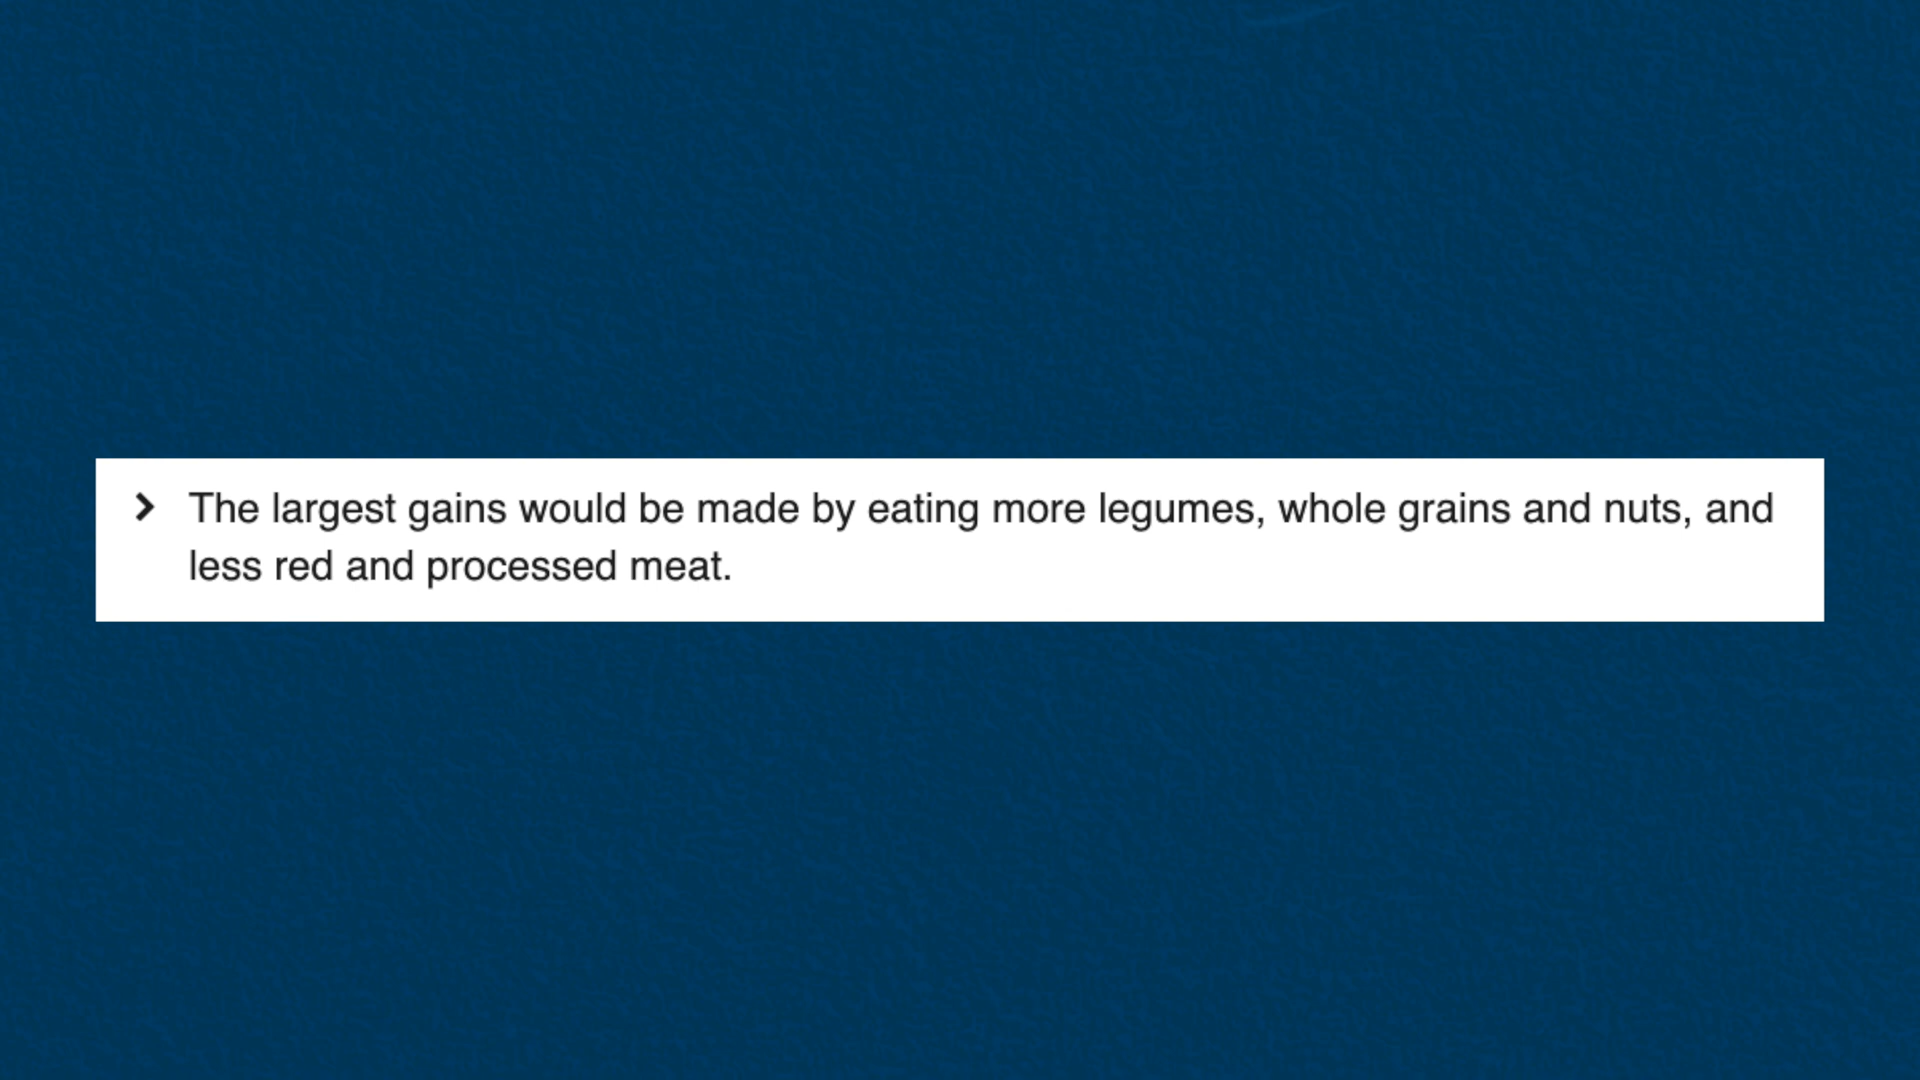 The largest gains would be made by eating more legumes, whole grains and nuts, and
less red and processed meat.